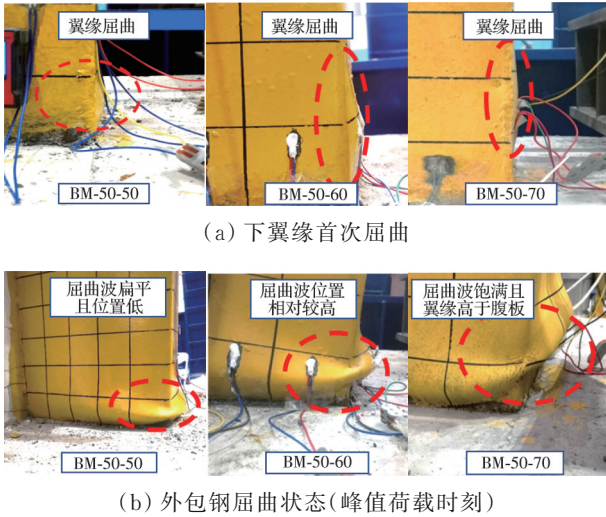 翼缘屈曲
翼缘屈曲
翼缘屈曲
BM-50-50
BM-50-60
BM-50-70
(a)下翼缘首次屈曲
屈曲波扁平
且位置低
屈曲波位置
相对较高
屈曲波饱满且
翼缘高于腹板
BM-50-50
BM-50-60
BM-50-70
(b)外包钢屈曲状态(峰值荷载时刻)